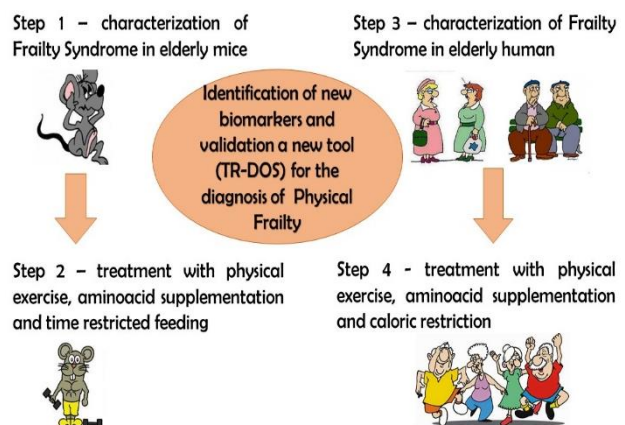 Step 1 – characterization of
Frailty Syndrome in elderly mice
Step 3 – characterization of Frailty
Syndrome in elderly human
Identification of new
biomarkers and
validation a new tool
(TR-DOS) for the
diagnosis of Physical
Frailty
Step 2 – treatment with physical
exercise, aminoacid supplementation
and time restricted feeding
Step 4 - treatment with physical
exercise, aminoacid supplementation
and caloric restriction